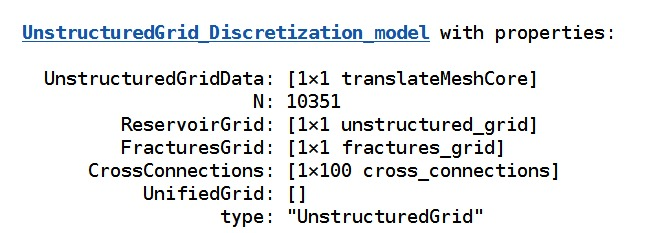 UnstructuredGrid_Discretization_model with properties:
UnstructuredGridData: [1×1 translateMeshCore]
N: 10351
ReservoirGrid: [1×1 unstructured_grid]
FracturesGrid: [1×1 fractures_grid]
CrossConnections: [1×100 cross_connections]
UnifiedGrid: []
type: "UnstructuredGrid"